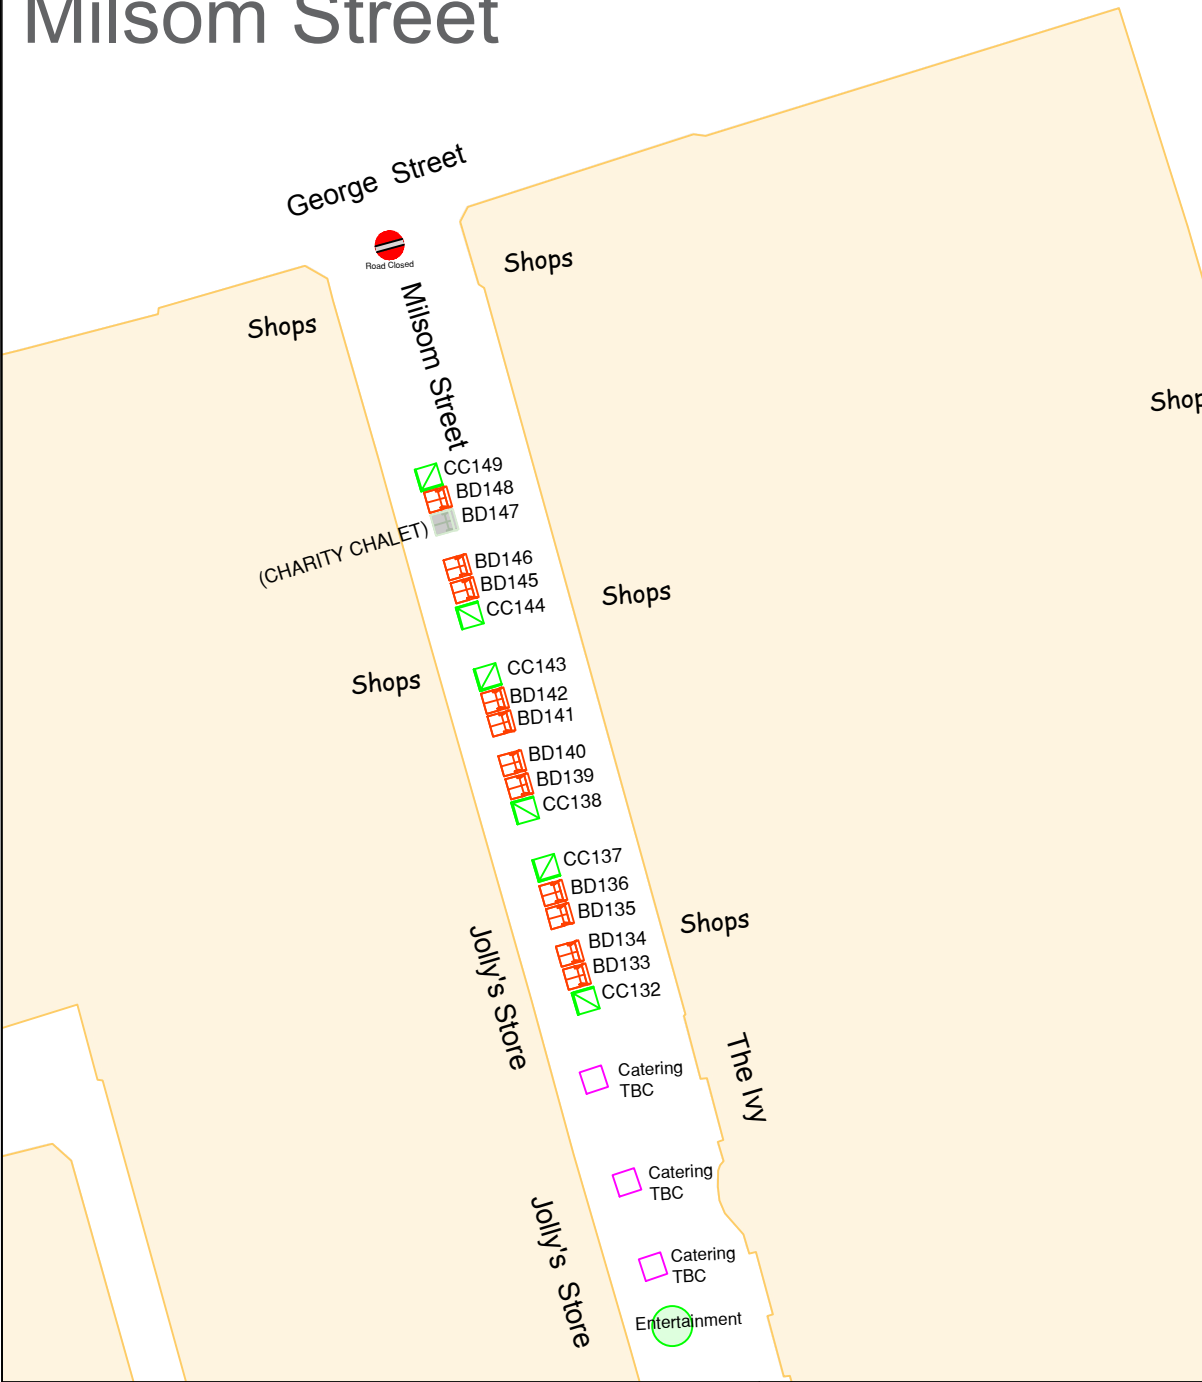 Milsom Street
George Street
Road Closed
Shops
Shops
Milsom Street
Shop
CC149
BD148
BD147
(CHARITY CHALET)
BD146
BD145
CC144
Shops
CC143
Shops
BD142
BD141
BD140
BD139
CC138
CC137
BD136
BD135
Shops
BD134
BD133
Jolly's Store
CC132
The Ivy
Catering
TBC
Catering
TBC
Jolly's Store
Catering
TBC
Entertainment